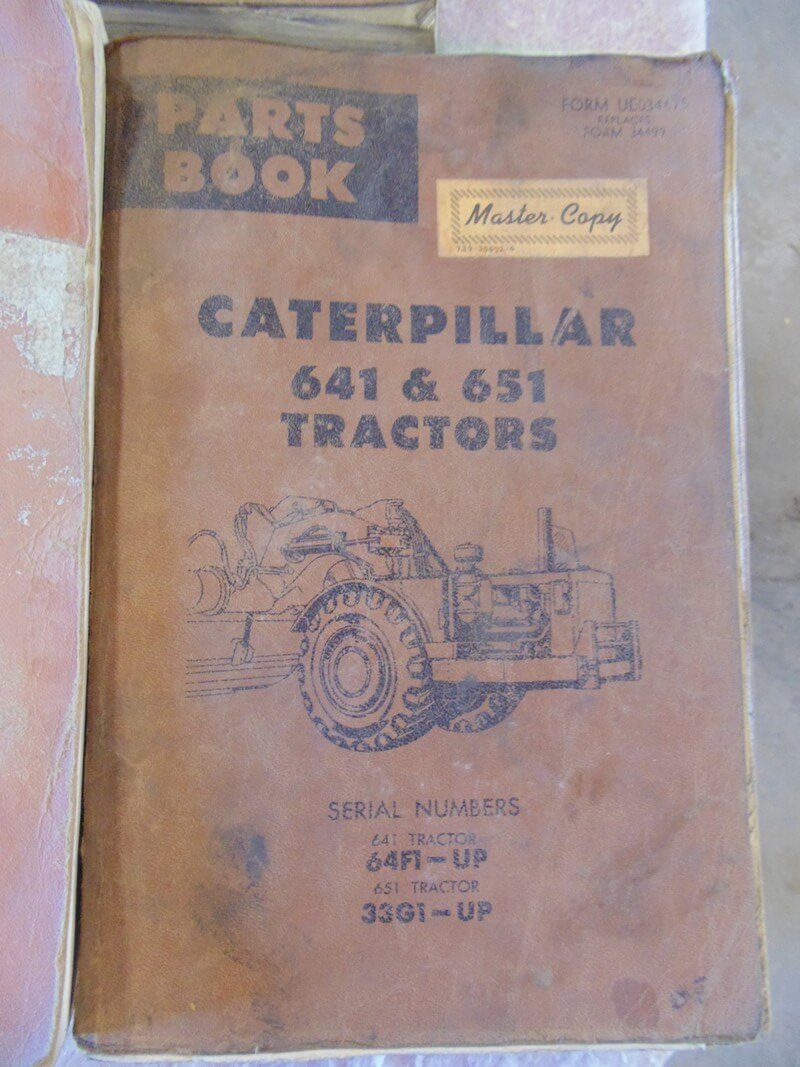 PARTS
BOOK
FORM UE034675
REPLACES
FORM 34499
Master Copy
CATERPILLAR
641 & 651
TRACTORS
SERIAL NUMBERS
641 TRACTOR
64F1-UP
651 TRACTOR
33G1-UP